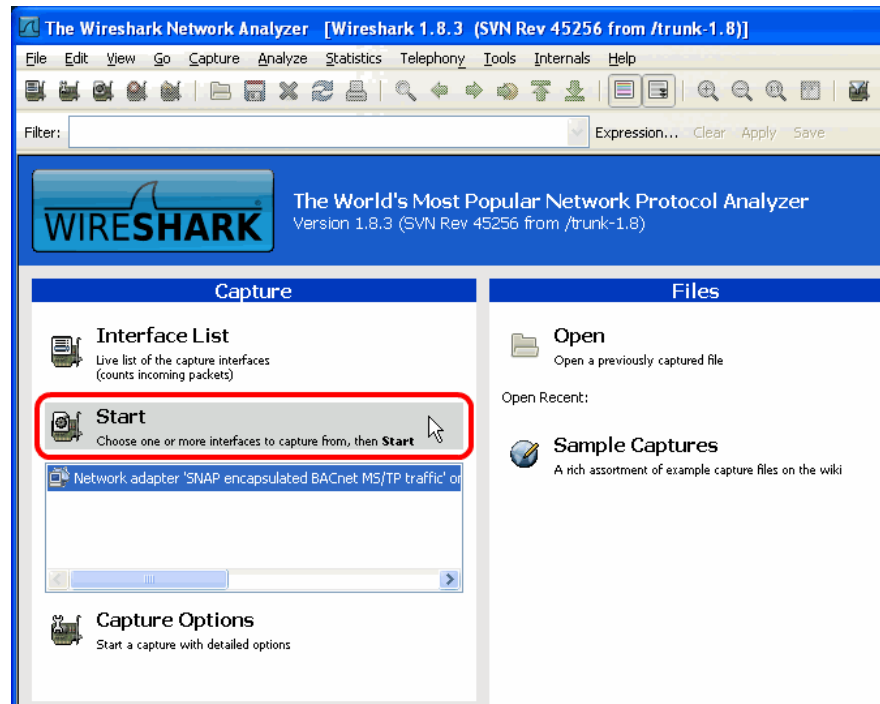 The Wireshark Network Analyzer [Wireshark 1.8.3 (SVN Rev 45256 from /trunk-1.8)]
File Edit View Go Capture Analyze Statistics Telephony Tools Internals Help
Filter: Expression... Clear Apply Save
WIRESHARK
The World's Most Popular Network Protocol Analyzer
Version 1.8.3 (SVN Rev 45256 from /trunk-1.8)
Capture
Interface List
Live list of the capture interfaces
(counts incoming packets)
Start
Choose one or more interfaces to capture from, then Start
Network adapter 'SNAP encapsulated BACnet MS/TP traffic' or
Capture Options
Start a capture with detailed options
Files
Open
Open a previously captured file
Open Recent:
Sample Captures
A rich assortment of example capture files on the wiki